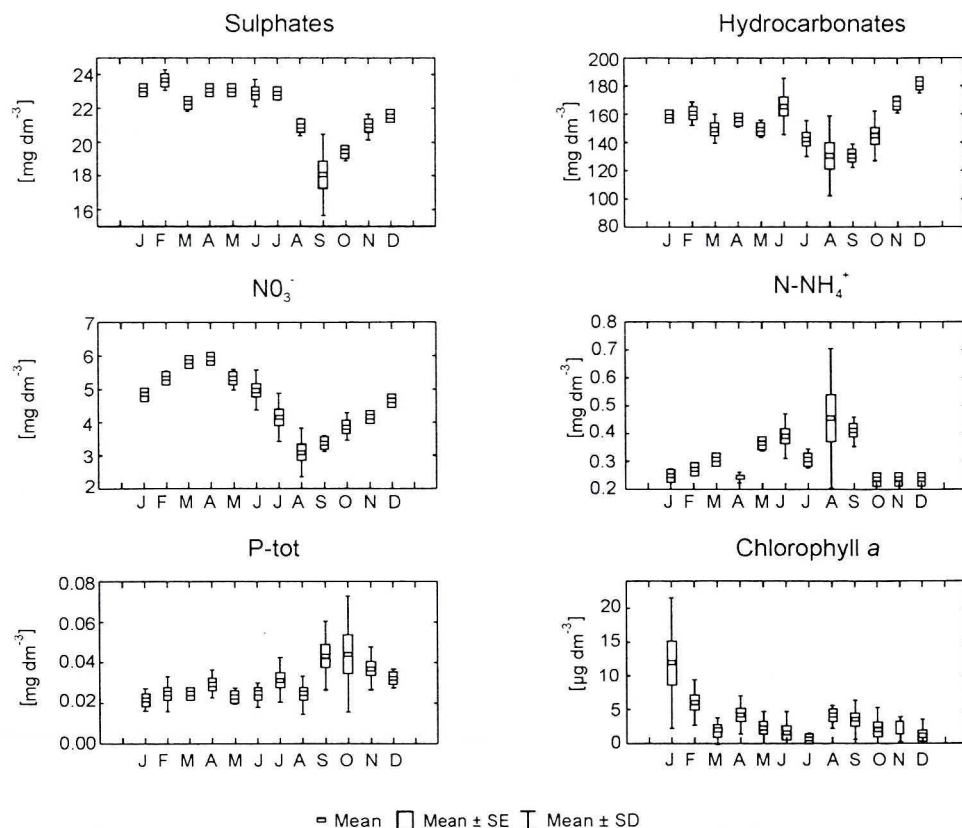 Sulphates
[mg dm⁻³]
24
22
20
18
16
J F M A M J J A S O N D
Hydrocarbonates
[mg dm⁻³]
200
180
160
140
120
100
80
J F M A M J J A S O N D
N0₃⁻
[mg dm⁻³]
7
6
5
4
3
2
J F M A M J J A S O N D
N-NH₄⁺
[mg dm⁻³]
0.8
0.7
0.6
0.5
0.4
0.3
0.2
J F M A M J J A S O N D
P-tot
[mg dm⁻³]
0.08
0.06
0.04
0.02
0.00
J F M A M J J A S O N D
Chlorophyll a
[µg dm⁻³]
20
15
10
5
0
J F M A M J J A S O N D
Mean Mean ± SE Mean ± SD